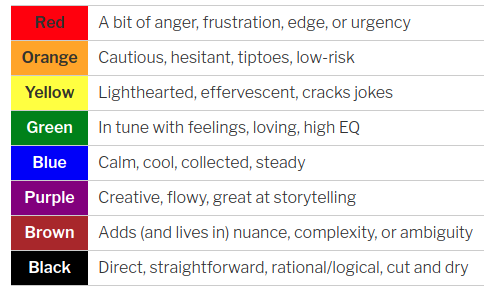 Red A bit of anger, frustration, edge, or urgency
Orange Cautious, hesitant, tiptoes, low-risk
Yellow Lighthearted, effervescent, cracks jokes
Green In tune with feelings, loving, high EQ
Blue Calm, cool, collected, steady
Purple Creative, flowy, great at storytelling
Brown Adds (and lives in) nuance, complexity, or ambiguity
Black Direct, straightforward, rational/logical, cut and dry